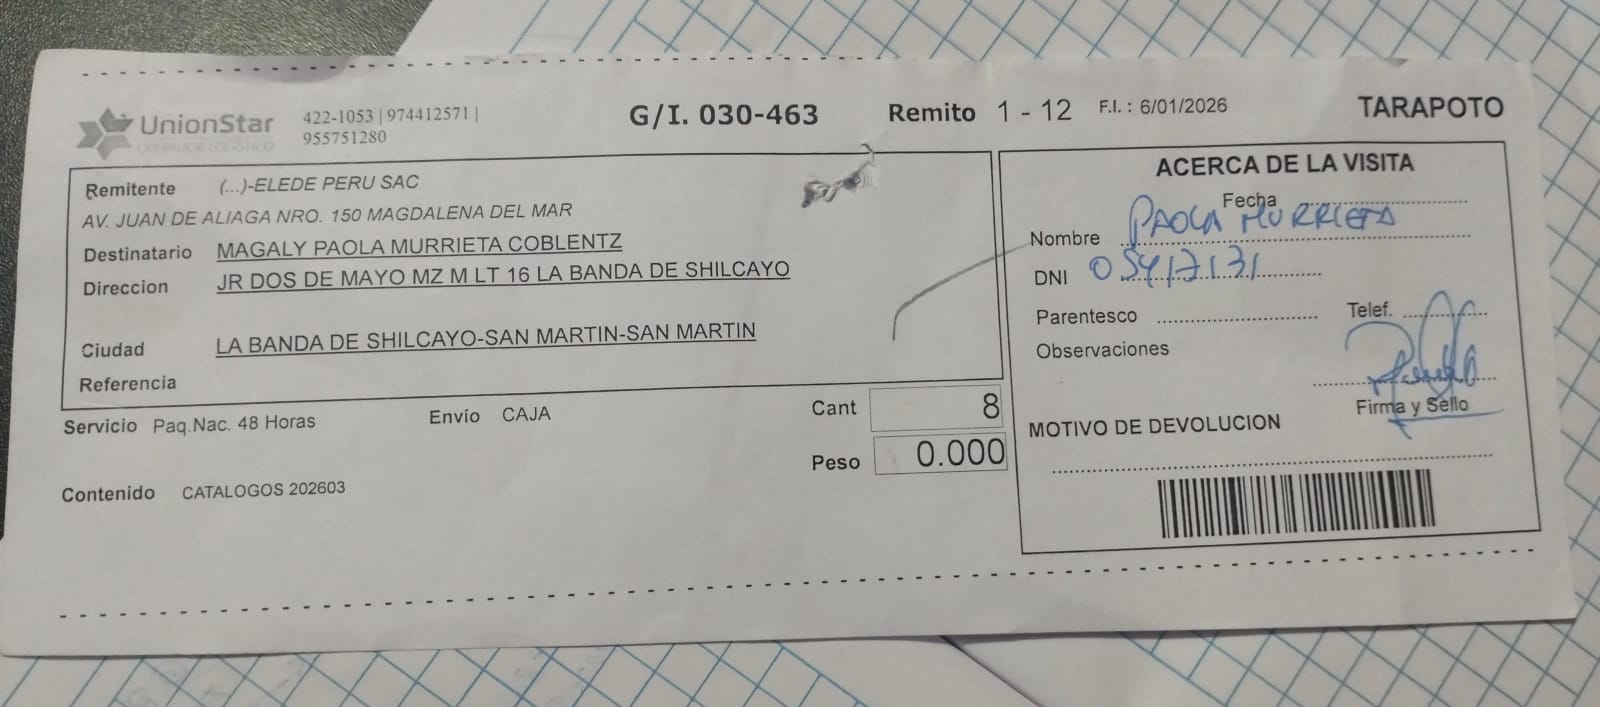 UnionStar
OPERADOR LOGISTICO
422-1053 | 974412571 |
955751280
G/I. 030-463
Remito 1 - 12
F.I. : 6/01/2026
TARAPOTO
Remitente (...)-ELEDE PERU SAC
AV. JUAN DE ALIAGA NRO. 150 MAGDALENA DEL MAR
Destinatario MAGALY PAOLA MURRIETA COBLENTZ
Direccion JR DOS DE MAYO MZ M LT 16 LA BANDA DE SHILCAYO
Ciudad LA BANDA DE SHILCAYO-SAN MARTIN-SAN MARTIN
Referencia
Servicio Paq.Nac. 48 Horas
Envío CAJA
Cant 8
Peso 0.000
Contenido CATALOGOS 202603
ACERCA DE LA VISITA
Fecha
Nombre PAOLA MURRIETA
DNI 05417131
Parentesco
Telef.
Observaciones
Firma y Sello
MOTIVO DE DEVOLUCION